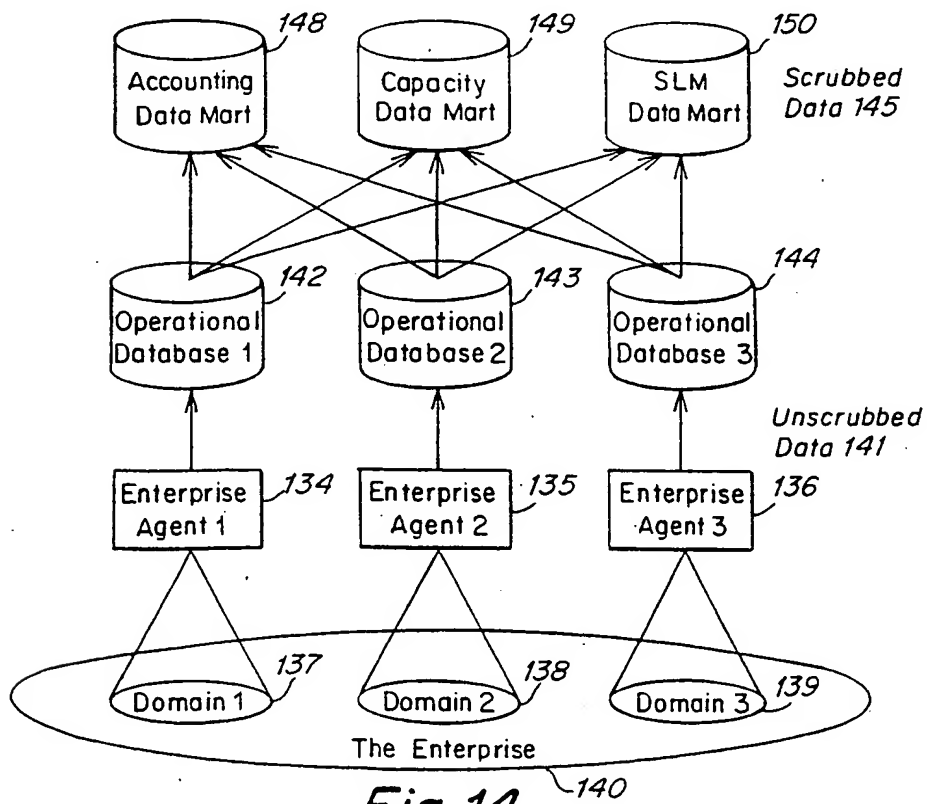 148
149
150
Accounting
Data Mart
Capacity
Data Mart
SLM
Data Mart
Scrubbed
Data 145
142
143
144
Operational
Database 1
Operational
Database 2
Operational
Database 3
Unscrubbed
Data 141
Enterprise
Agent 1
134
Enterprise
Agent 2
135
Enterprise
Agent 3
136
137
138
139
Domain 1
Domain 2
Domain 3
The Enterprise
140
Fig. 14